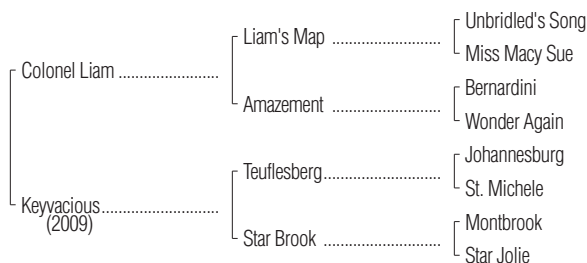 Unbridled's Song
Liam's Map
Miss Macy Sue
Colonel Liam
Bernardini
Amazement
Wonder Again
Johannesburg
Teuflesberg
St. Michele
Keyvacious
(2009)
Montbrook
Star Brook
Star Jolie